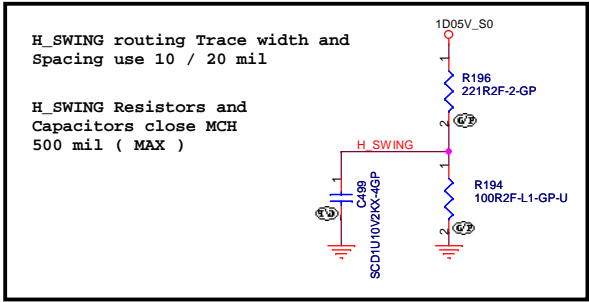 H_SWING routing Trace width and
Spacing use 10 / 20 mil
H_SWING Resistors and
Capacitors close MCH
500 mil ( MAX )
1D05V_S0
1
R196
221R2F-2-GP
2
G/P
H_SWING
1
C499
SCD1U10V2KX-4GP
1
R194
100R2F-L1-GP-U
2
G/P